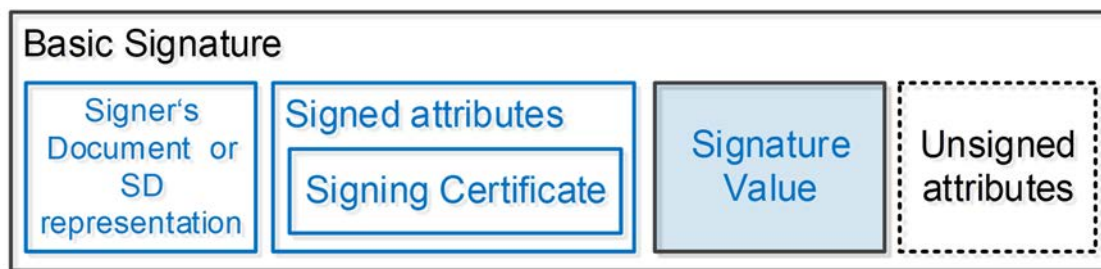 Basic Signature
Signer‘s
Document or
SD
representation
Signed attributes
Signing Certificate
Signature
Value
Unsigned
attributes